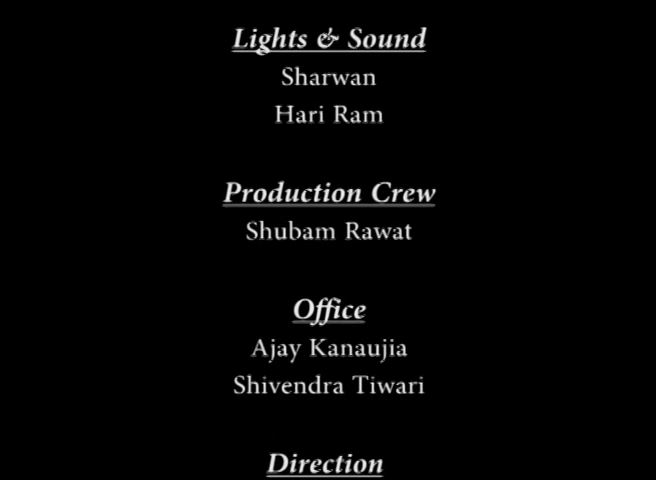 Lights & Sound
Sharwan
Hari Ram
Production Crew
Shubam Rawat
Office
Ajay Kanaujia
Shivendra Tiwari
Direction